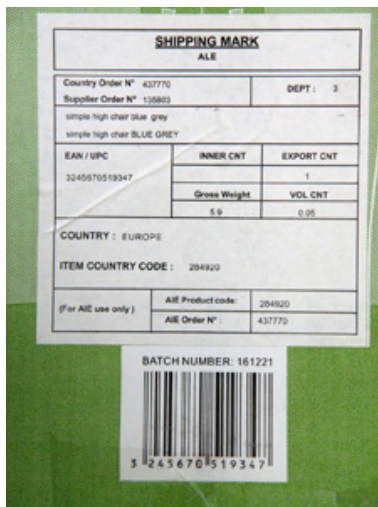 SHIPPING MARK
ALE
Country Order N° 437770
DEPT : 3
Supplier Order N° 135803
simple high chair blue grey
simple high chair BLUE GREY
EAN / UPC INNER CNT EXPORT CNT
3245670519347 1
Gross Weight VOL CNT
5.9 0.05
COUNTRY : EUROPE
ITEM COUNTRY CODE : 284920
(For AIE use only ) AIE Product code: 284920
AIE Order N° : 437770
BATCH NUMBER: 161221
3 245670 519347